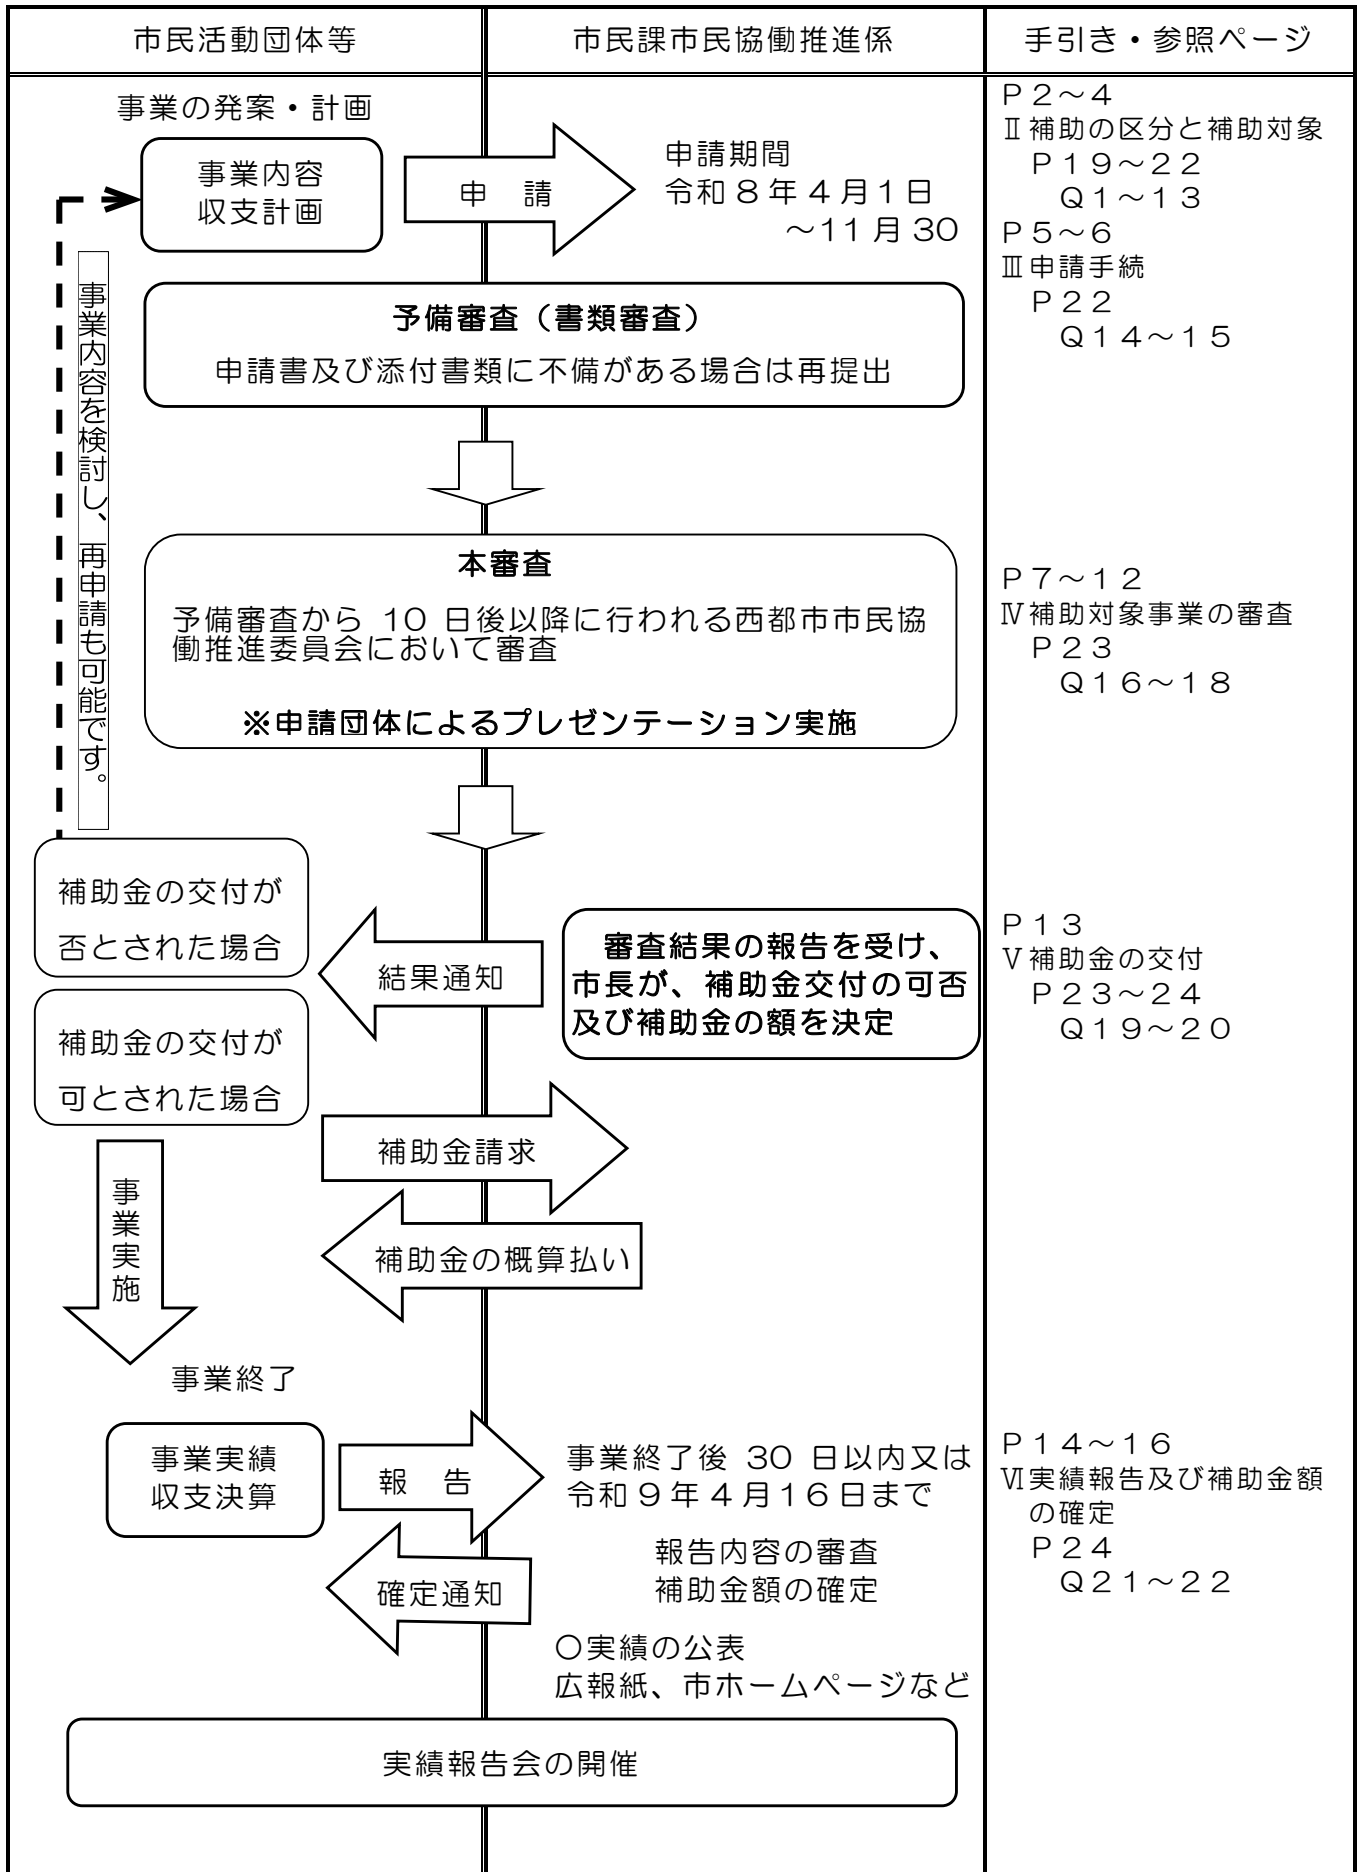 市民活動団体等
市民課市民協働推進係
手引き・参照ページ
事業の発案・計画
事業内容
収支計画
申　請
申請期間
令和８年４月１日
～11月30
Ｐ２～４
Ⅱ補助の区分と補助対象
Ｐ１９～２２
Ｑ１～１３
Ｐ５～６
Ⅲ申請手続
Ｐ２２
Ｑ１４～１５
予備審査（書類審査）
申請書及び添付書類に不備がある場合は再提出
事業内容を検討し、再申請も可能です。
本審査
予備審査から 10 日後以降に行われる西都市市民協
働推進委員会において審査
※申請団体によるプレゼンテーション実施
Ｐ７～１２
Ⅳ補助対象事業の審査
Ｐ２３
Ｑ１６～１８
補助金の交付が
否とされた場合
結果通知
審査結果の報告を受け、
市長が、補助金交付の可否
及び補助金の額を決定
Ｐ１３
Ⅴ補助金の交付
Ｐ２３～２４
Ｑ１９～２０
補助金の交付が
可とされた場合
補助金請求
補助金の概算払い
事業実施
事業終了
事業実績
収支決算
報　告
事業終了後 30 日以内又は
令和９年４月16日まで
報告内容の審査
補助金額の確定
確定通知
Ｐ１４～１６
Ⅵ実績報告及び補助金額
の確定
Ｐ２４
Ｑ２１～２２
〇実績の公表
広報紙、市ホームページなど
実績報告会の開催